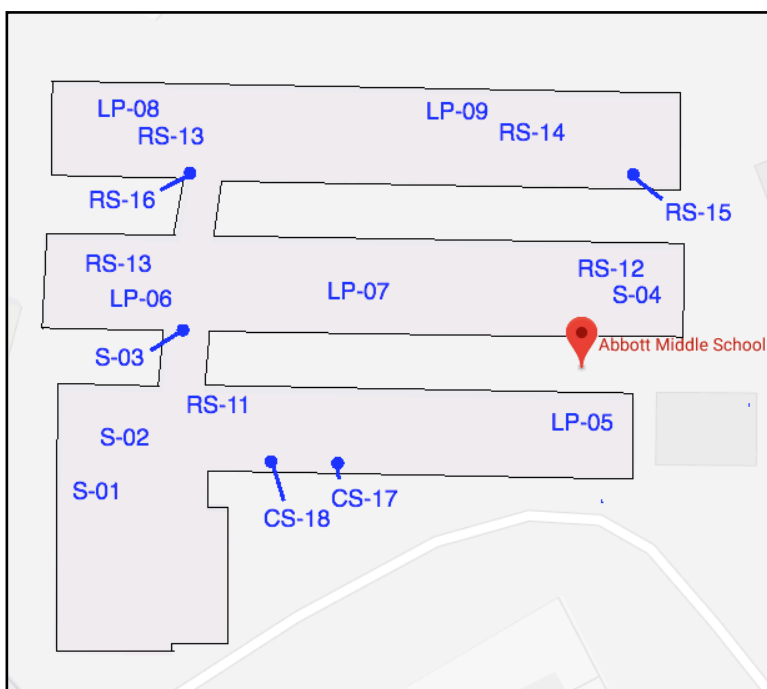 LP-08
LP-09
RS-13
RS-14
RS-16
RS-15
RS-13
RS-12
LP-06
LP-07
S-04
S-03
Abbott Middle School
RS-11
LP-05
S-02
S-01
CS-17
CS-18